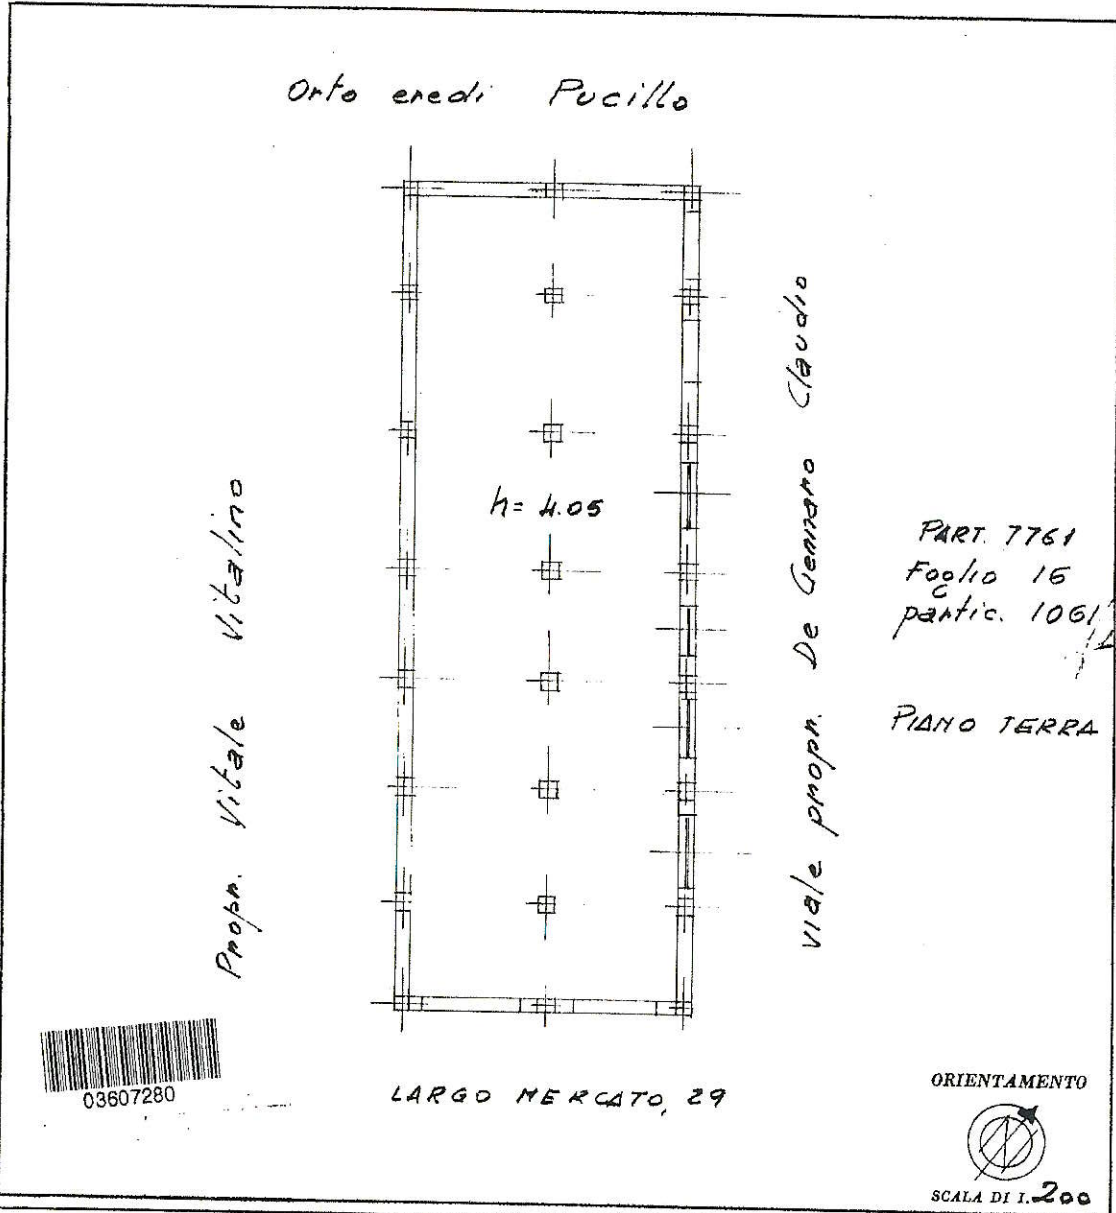 Orto eredi Pucillo
Propr. Vitale Vitalino
h= 4.05
viale propr. De Gennaro Claudio
PART. 7761
Foglio 16
C
partic. 1061/2
PIANO TERRA
03607280
LARGO MERCATO, 29
ORIENTAMENTO
SCALA DI 1.200